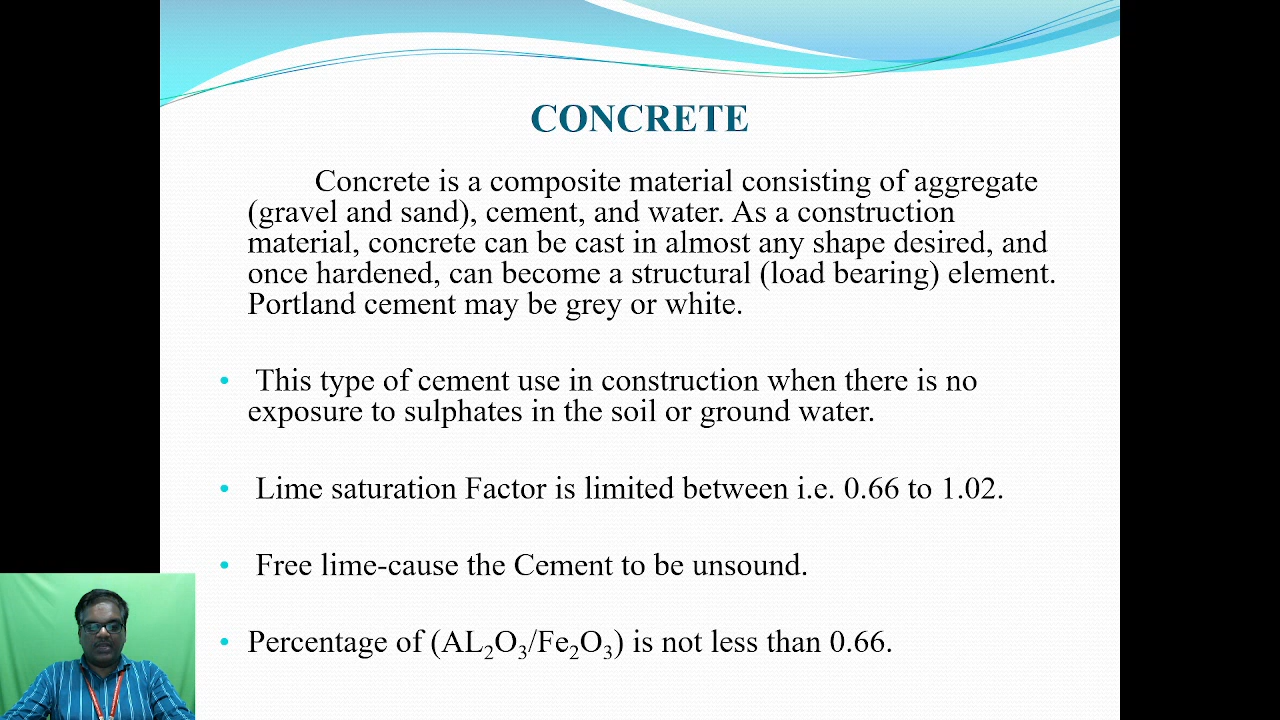 CONCRETE
Concrete is a composite material consisting of aggregate
(gravel and sand), cement, and water. As a construction
material, concrete can be cast in almost any shape desired, and
once hardened, can become a structural (load bearing) element.
Portland cement may be grey or white.
• This type of cement use in construction when there is no
exposure to sulphates in the soil or ground water.
• Lime saturation Factor is limited between i.e. 0.66 to 1.02.
• Free lime-cause the Cement to be unsound.
• Percentage of (AL₂O₃/Fe₂O₃) is not less than 0.66.